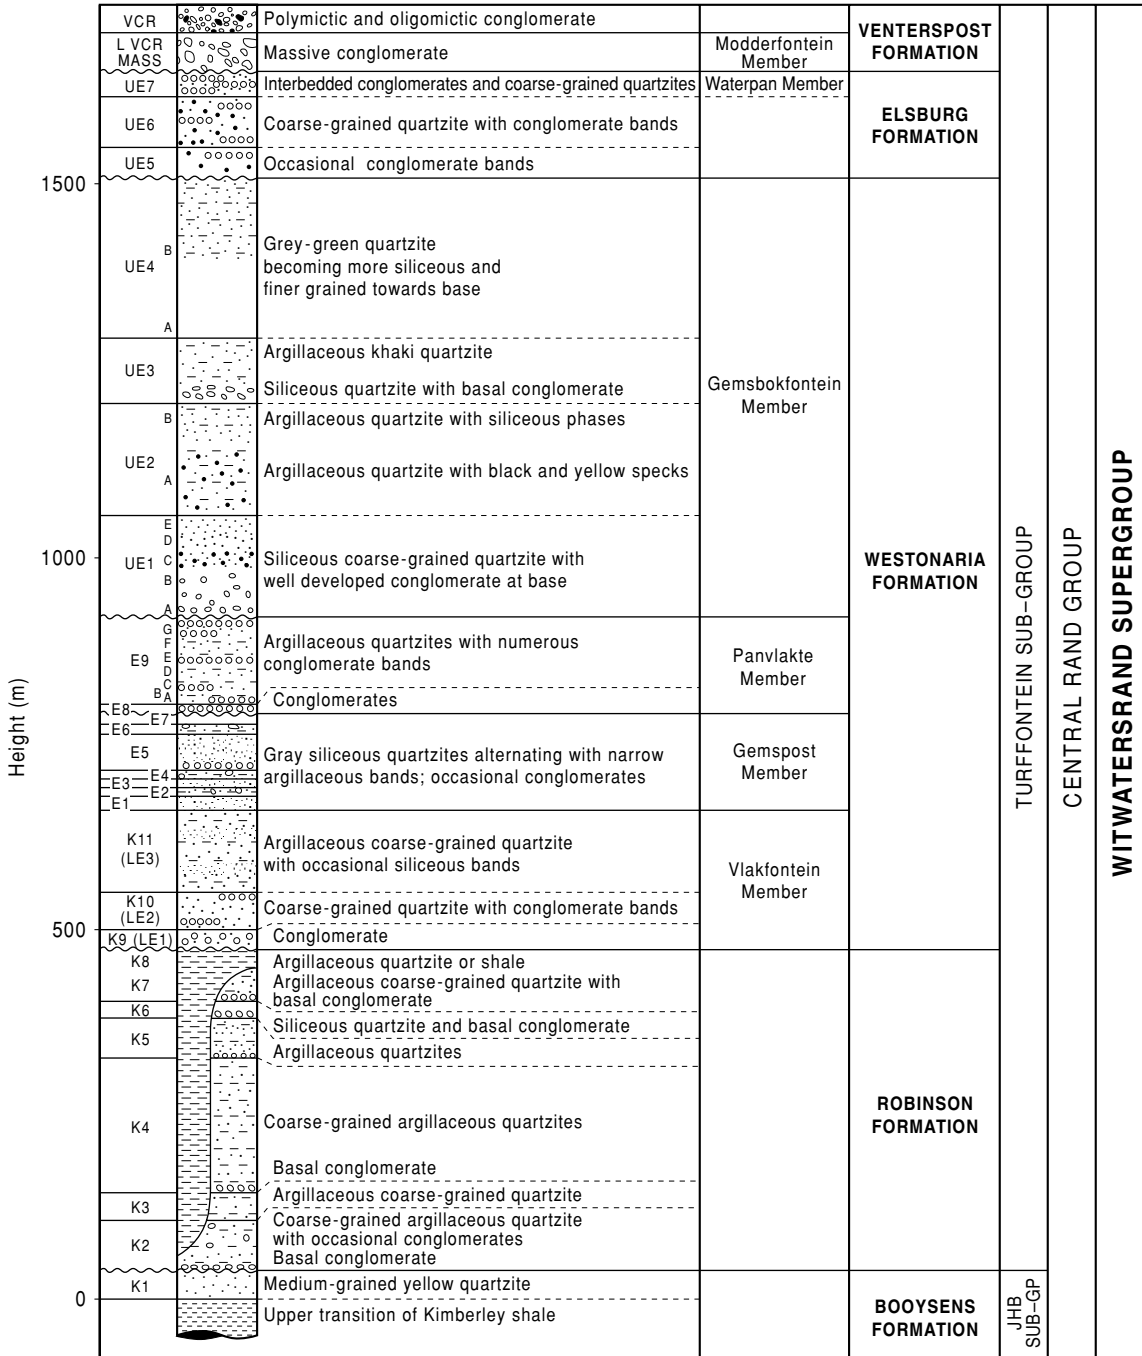 VCR
Polymictic and oligomictic conglomerate
VENTERSPOST
FORMATION
L VCR
MASS
Massive conglomerate
Modderfontein
Member
UE7
Interbedded conglomerates and coarse-grained quartzites
Waterpan Member
ELSBURG
FORMATION
UE6
Coarse-grained quartzite with conglomerate bands
UE5
Occasional conglomerate bands
1500
UE4
B
A
Grey-green quartzite
becoming more siliceous and
finer grained towards base
UE3
Argillaceous khaki quartzite
Siliceous quartzite with basal conglomerate
Gemsbokfontein
Member
UE2
B
A
Argillaceous quartzite with siliceous phases
Argillaceous quartzite with black and yellow specks
1000
UE1
E
D
C
B
A
Siliceous coarse-grained quartzite with
well developed conglomerate at base
WESTONARIA
FORMATION
E9
G
F
E
D
C
B
A
Argillaceous quartzites with numerous
conglomerate bands
Panvlakte
Member
E8
Conglomerates
E7
E6
E5
E4
E3
E2
E1
Gray siliceous quartzites alternating with narrow
argillaceous bands; occasional conglomerates
Gemspost
Member
K11
(LE3)
Argillaceous coarse-grained quartzite
with occasional siliceous bands
Vlakfontein
Member
K10
(LE2)
Coarse-grained quartzite with conglomerate bands
500
K9 (LE1)
Conglomerate
K8
Argillaceous quartzite or shale
K7
Argillaceous coarse-grained quartzite with
basal conglomerate
K6
Siliceous quartzite and basal conglomerate
K5
Argillaceous quartzites
K4
Coarse-grained argillaceous quartzites
Basal conglomerate
ROBINSON
FORMATION
K3
Argillaceous coarse-grained quartzite
K2
Coarse-grained argillaceous quartzite
with occasional conglomerates
Basal conglomerate
K1
Medium-grained yellow quartzite
0
Upper transition of Kimberley shale
BOOYSENS
FORMATION
Height (m)
TURFFONTEIN SUB-GROUP
JHB
SUB-GP
CENTRAL RAND GROUP
WITWATERSRAND SUPERGROUP